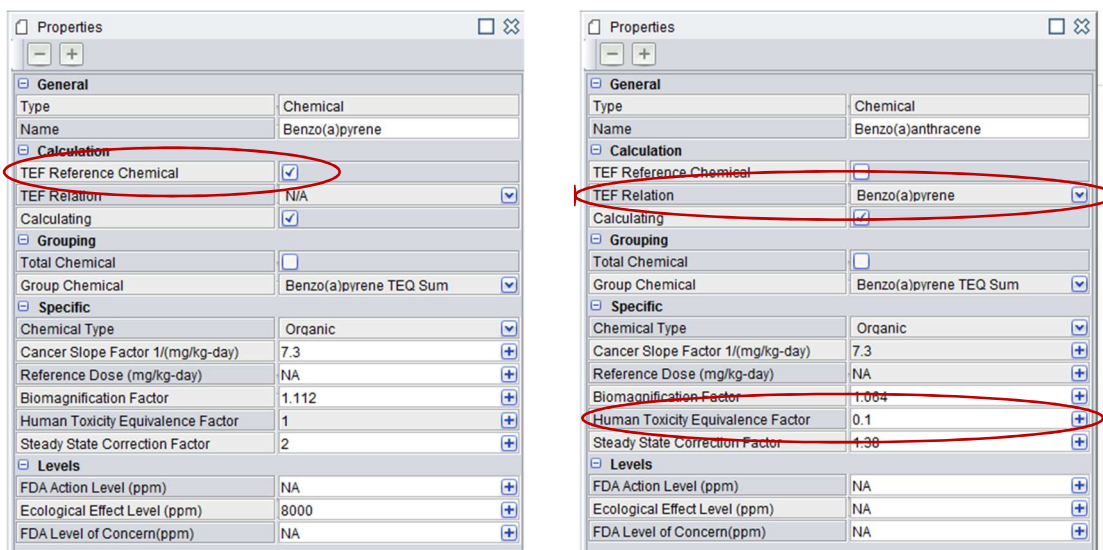 Properties
General
Type Chemical
Name Benzo(a)pyrene
Calculation
TEF Reference Chemical
TEF Relation N/A
Calculating
Grouping
Total Chemical
Group Chemical Benzo(a)pyrene TEQ Sum
Specific
Chemical Type Organic
Cancer Slope Factor 1/(mg/kg-day) 7.3
Reference Dose (mg/kg-day) NA
Biomagnification Factor 1.112
Human Toxicity Equivalence Factor 1
Steady State Correction Factor 2
Levels
FDA Action Level (ppm) NA
Ecological Effect Level (ppm) 8000
FDA Level of Concern(ppm) NA
Properties
General
Type Chemical
Name Benzo(a)anthracene
Calculation
TEF Reference Chemical
TEF Relation Benzo(a)pyrene
Calculating
Grouping
Total Chemical
Group Chemical Benzo(a)pyrene TEQ Sum
Specific
Chemical Type Organic
Cancer Slope Factor 1/(mg/kg-day) 7.3
Reference Dose (mg/kg-day) NA
Biomagnification Factor 1.064
Human Toxicity Equivalence Factor 0.1
Steady State Correction Factor 1.38
Levels
FDA Action Level (ppm) NA
Ecological Effect Level (ppm) NA
FDA Level of Concern(ppm) NA